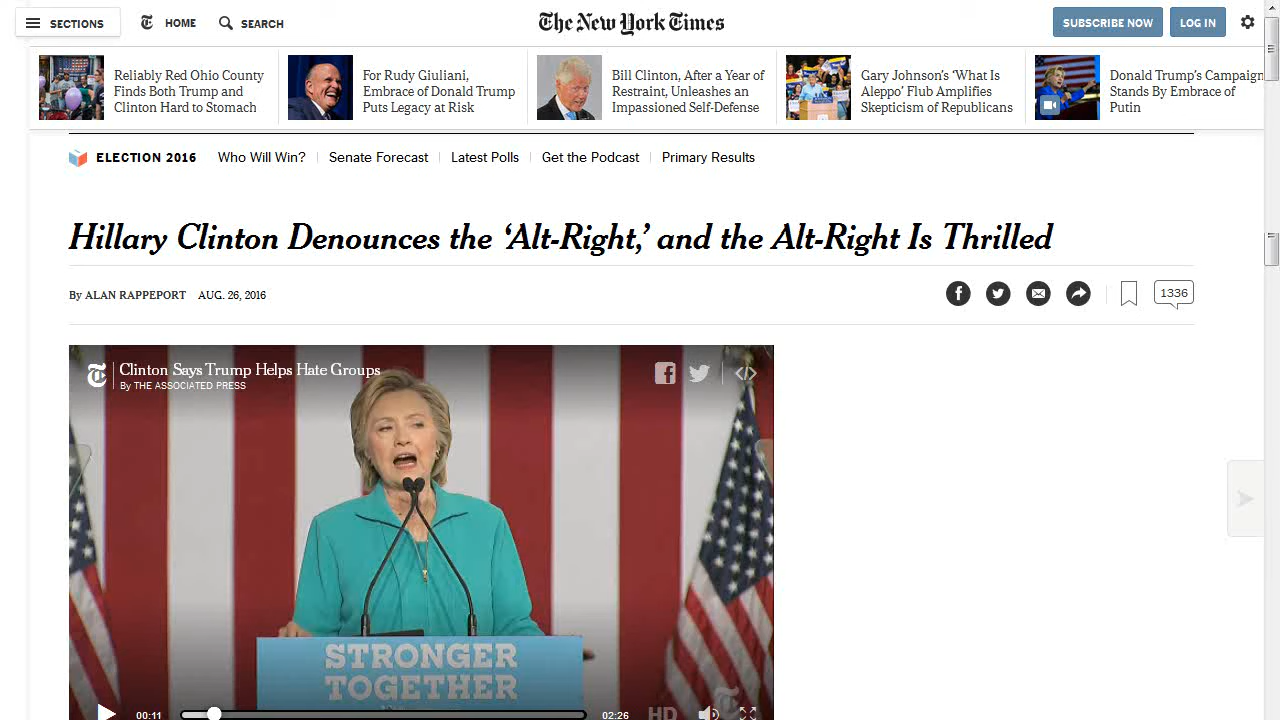 SECTIONS
HOME
SEARCH
The New York Times
SUBSCRIBE NOW
LOG IN
Reliably Red Ohio County
Finds Both Trump and
Clinton Hard to Stomach
For Rudy Giuliani,
Embrace of Donald Trump
Puts Legacy at Risk
Bill Clinton, After a Year of
Restraint, Unleashes an
Impassioned Self-Defense
Gary Johnson's 'What Is
Aleppo' Flub Amplifies
Skepticism of Republicans
Donald Trump's Campaign
Stands By Embrace of
Putin
ELECTION 2016
Who Will Win?
Senate Forecast
Latest Polls
Get the Podcast
Primary Results
Hillary Clinton Denounces the ‘Alt-Right,’ and the Alt-Right Is Thrilled
By ALAN RAPPEPORT AUG. 26, 2016
1336
Clinton Says Trump Helps Hate Groups
By THE ASSOCIATED PRESS
STRONGER
TOGETHER
00:11
02:26
HD